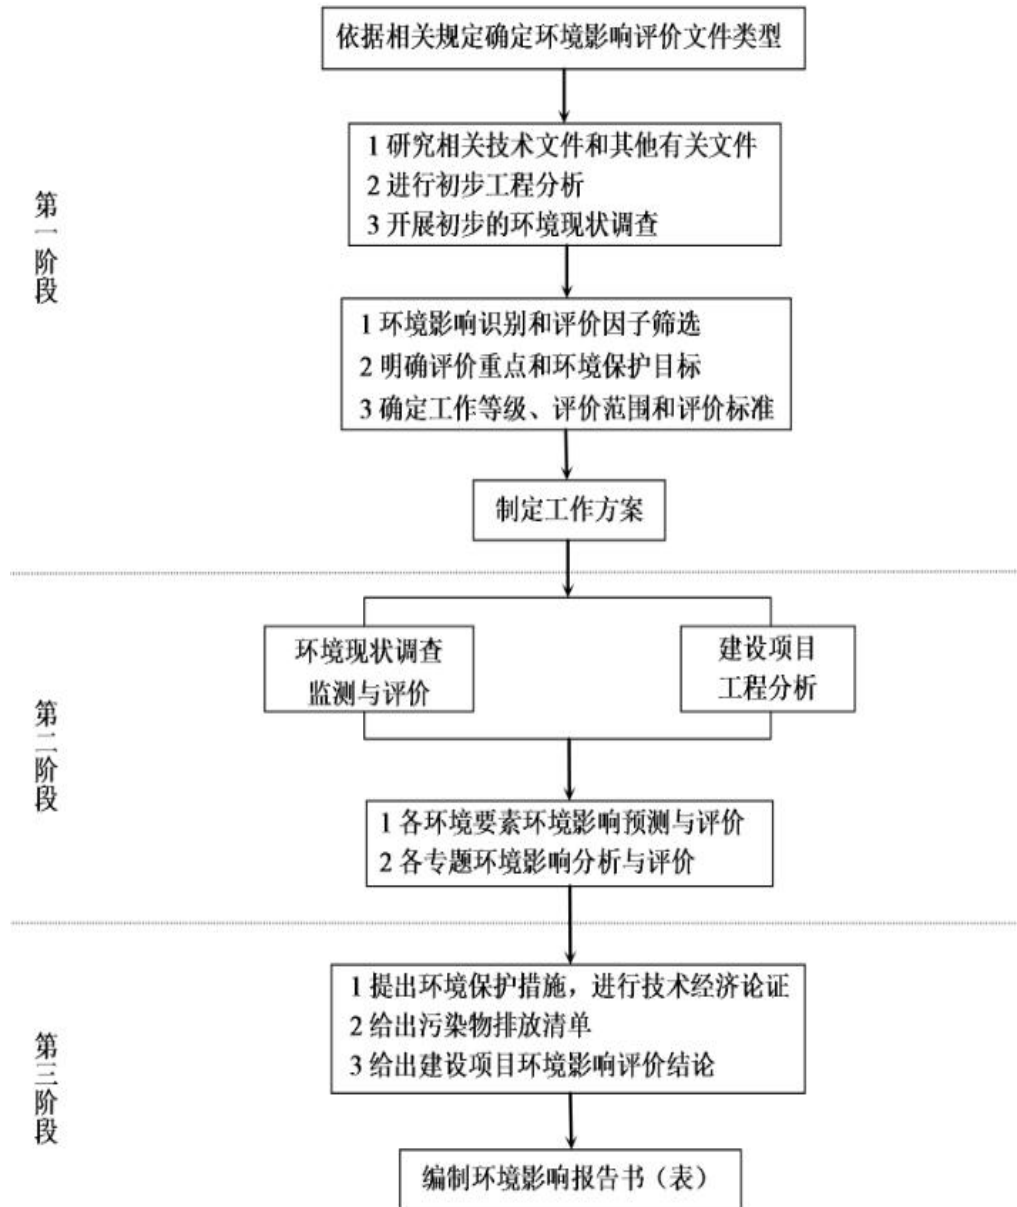 依据相关规定确定环境影响评价文件类型
1 研究相关技术文件和其他有关文件
2 进行初步工程分析
3 开展初步的环境现状调查
第一阶段
1 环境影响识别和评价因子筛选
2 明确评价重点和环境保护目标
3 确定工作等级、评价范围和评价标准
制定工作方案
环境现状调查
监测与评价
建设项目
工程分析
第二阶段
1 各环境要素环境影响预测与评价
2 各专题环境影响分析与评价
1 提出环境保护措施，进行技术经济论证
2 给出污染物排放清单
3 给出建设项目环境影响评价结论
第三阶段
编制环境影响报告书（表）